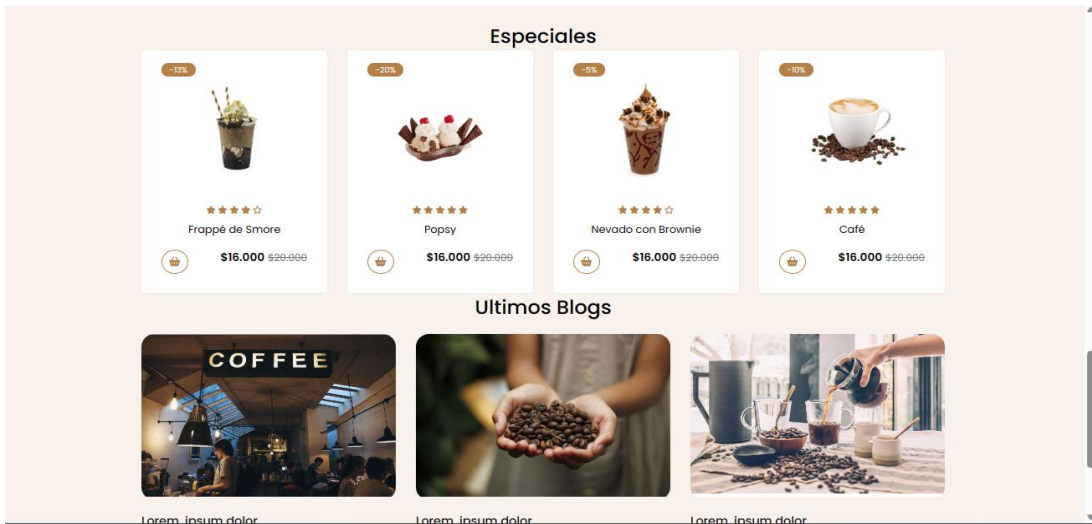 Especiales
-13%
-20%
-5%
-10%
Frappé de Smore
Popsy
Nevado con Brownie
Café
$16.000 $20.000
$16.000 $20.000
$16.000 $20.000
$16.000 $20.000
Ultimos Blogs
COFFEE
Lorem, ipsum dolor
Lorem, ipsum dolor
Lorem, ipsum dolor